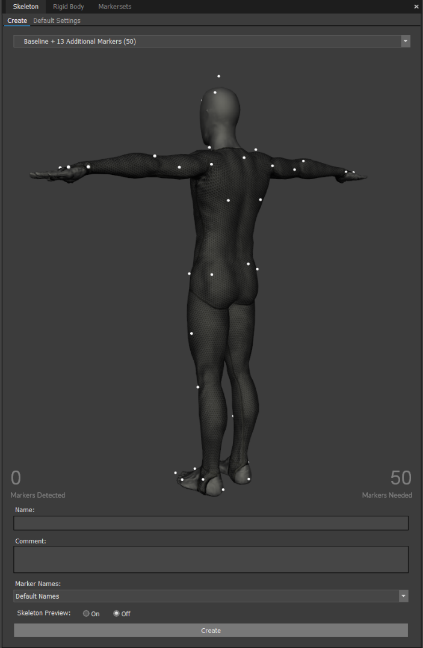 Skeleton Rigid Body Markersets
Create Default Settings
Baseline + 13 Additional Markers (50)
0 50
Markers Detected Markers Needed
Name:
Comment:
Marker Names:
Default Names
Skeleton Preview: On Off
Create